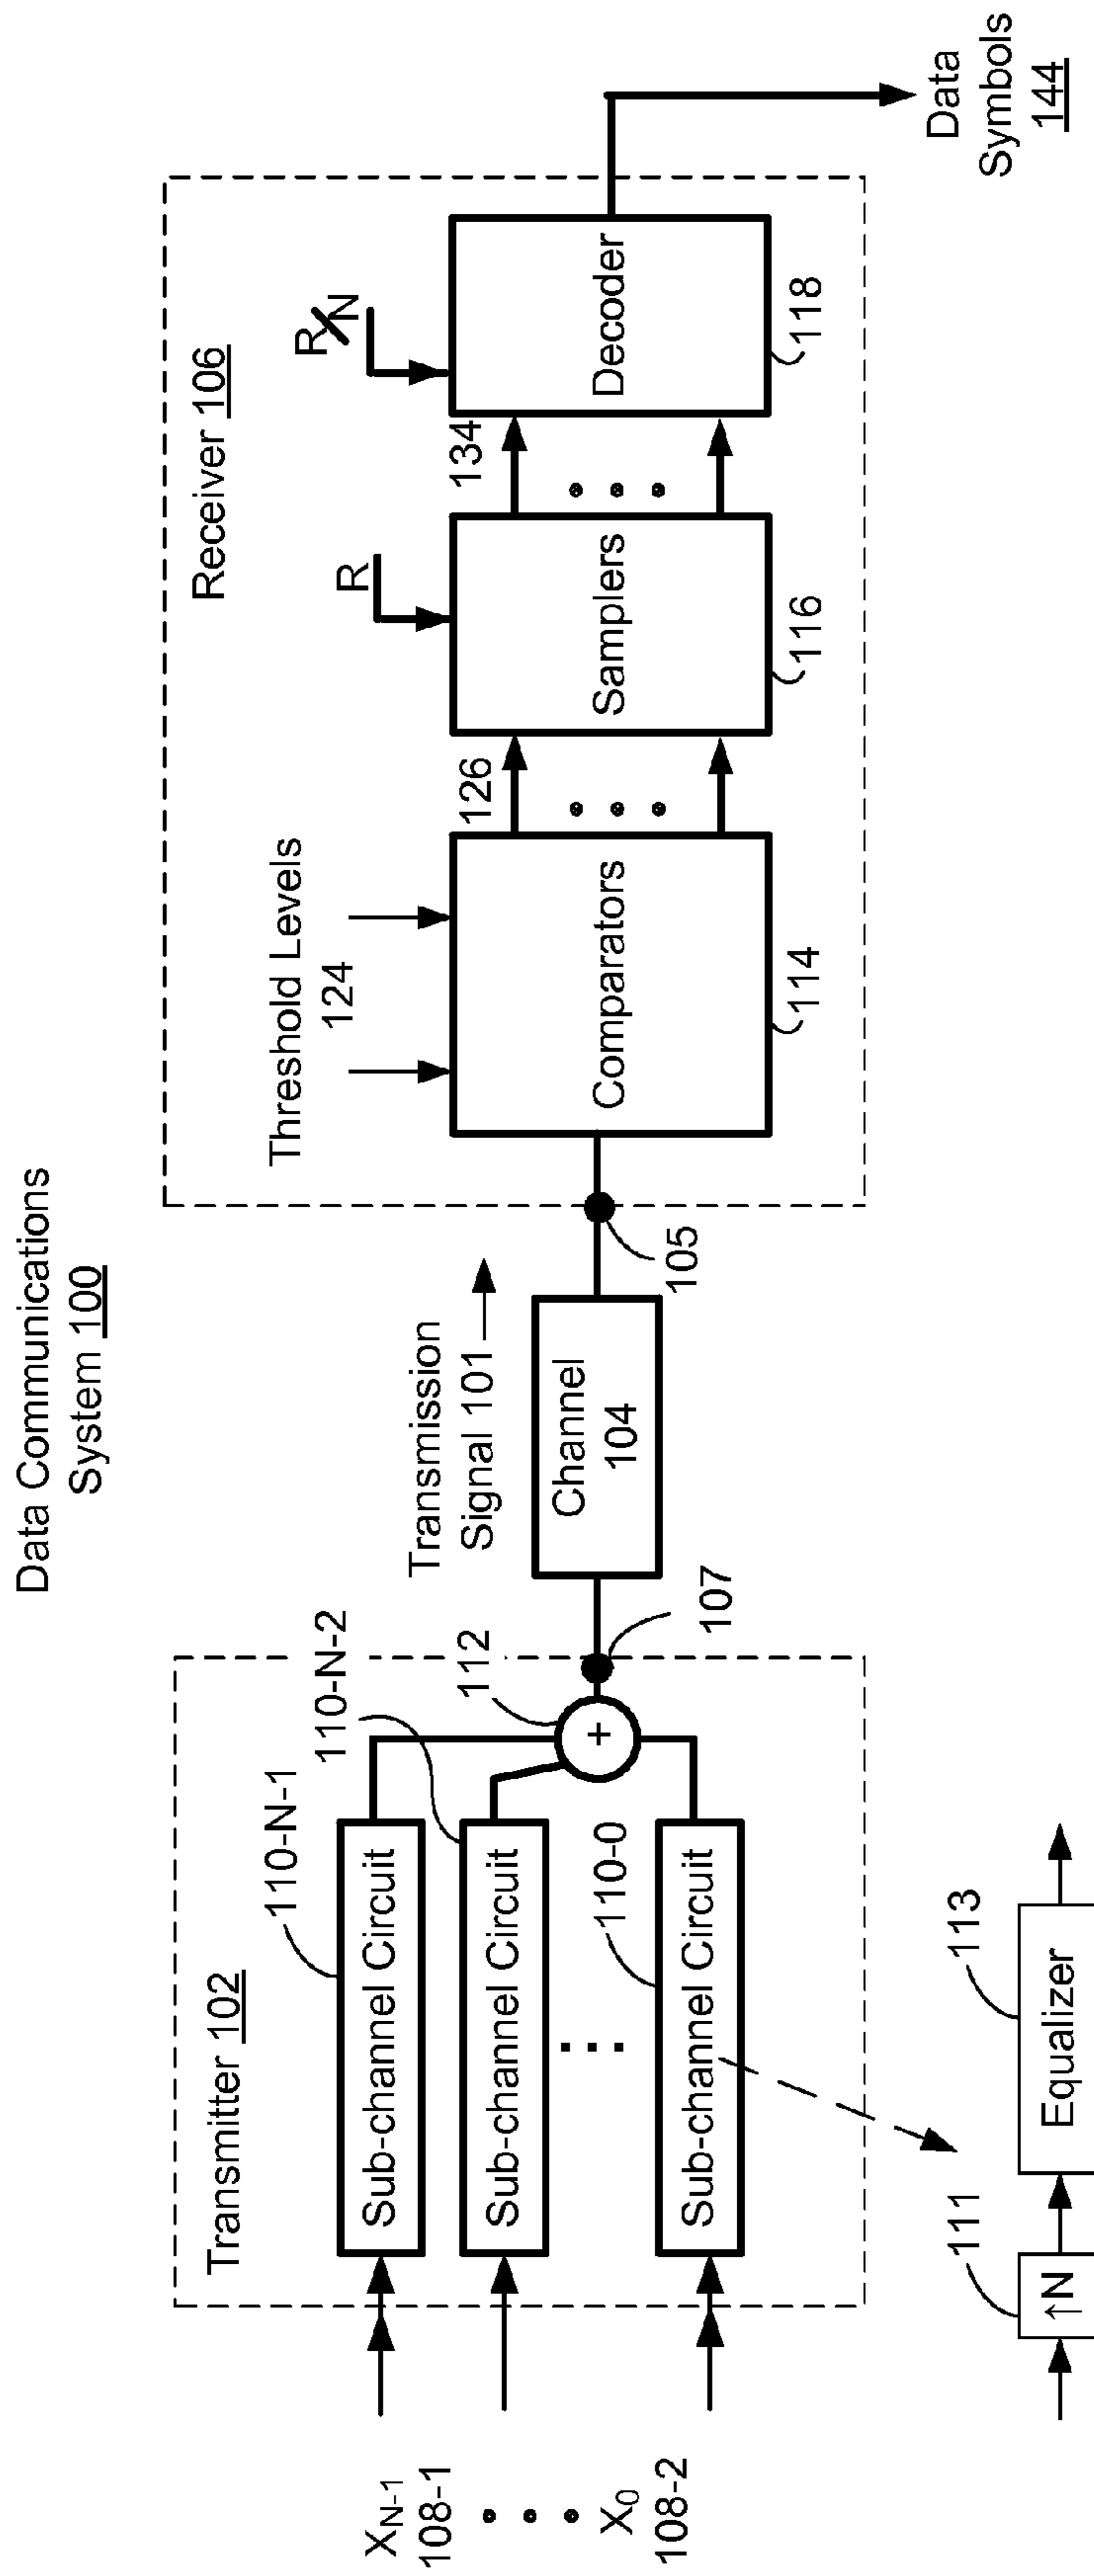 Data Communications
System 100
Transmitter 102
X_{N-1}
108-1
X_0
108-2
Sub-channel Circuit
110-N-1
Sub-channel Circuit
110-N-2
Sub-channel Circuit
110-0
+
112
107
↑N
111
Equalizer
113
Transmission
Signal 101
Channel
104
105
Receiver 106
Threshold Levels
124
Comparators
114
126
R
Samplers
116
134
R/N
Decoder
118
Data
Symbols
144